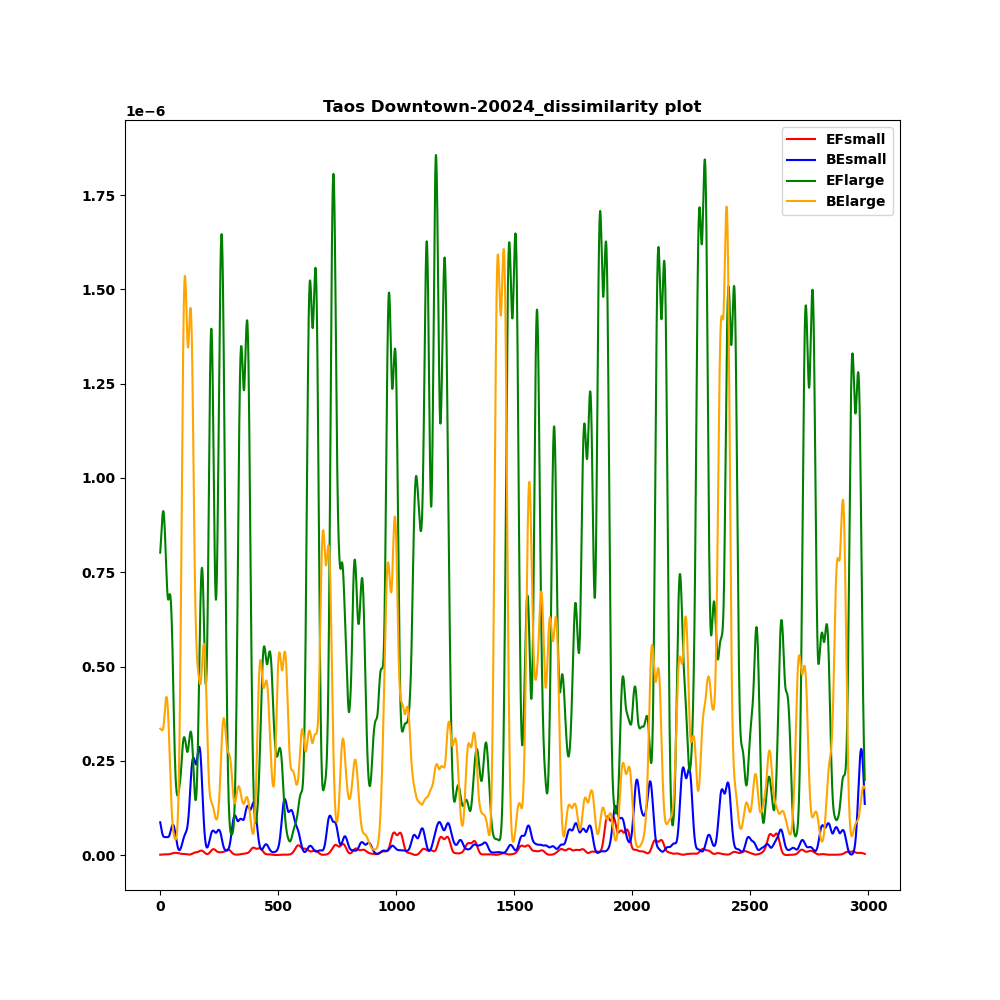 Taos Downtown-20024_dissimilarity plot
1e−6
EFsmall
BEsmall
EFlarge
BElarge
1.75
1.50
1.25
1.00
0.75
0.50
0.25
0.00
0 500 1000 1500 2000 2500 3000